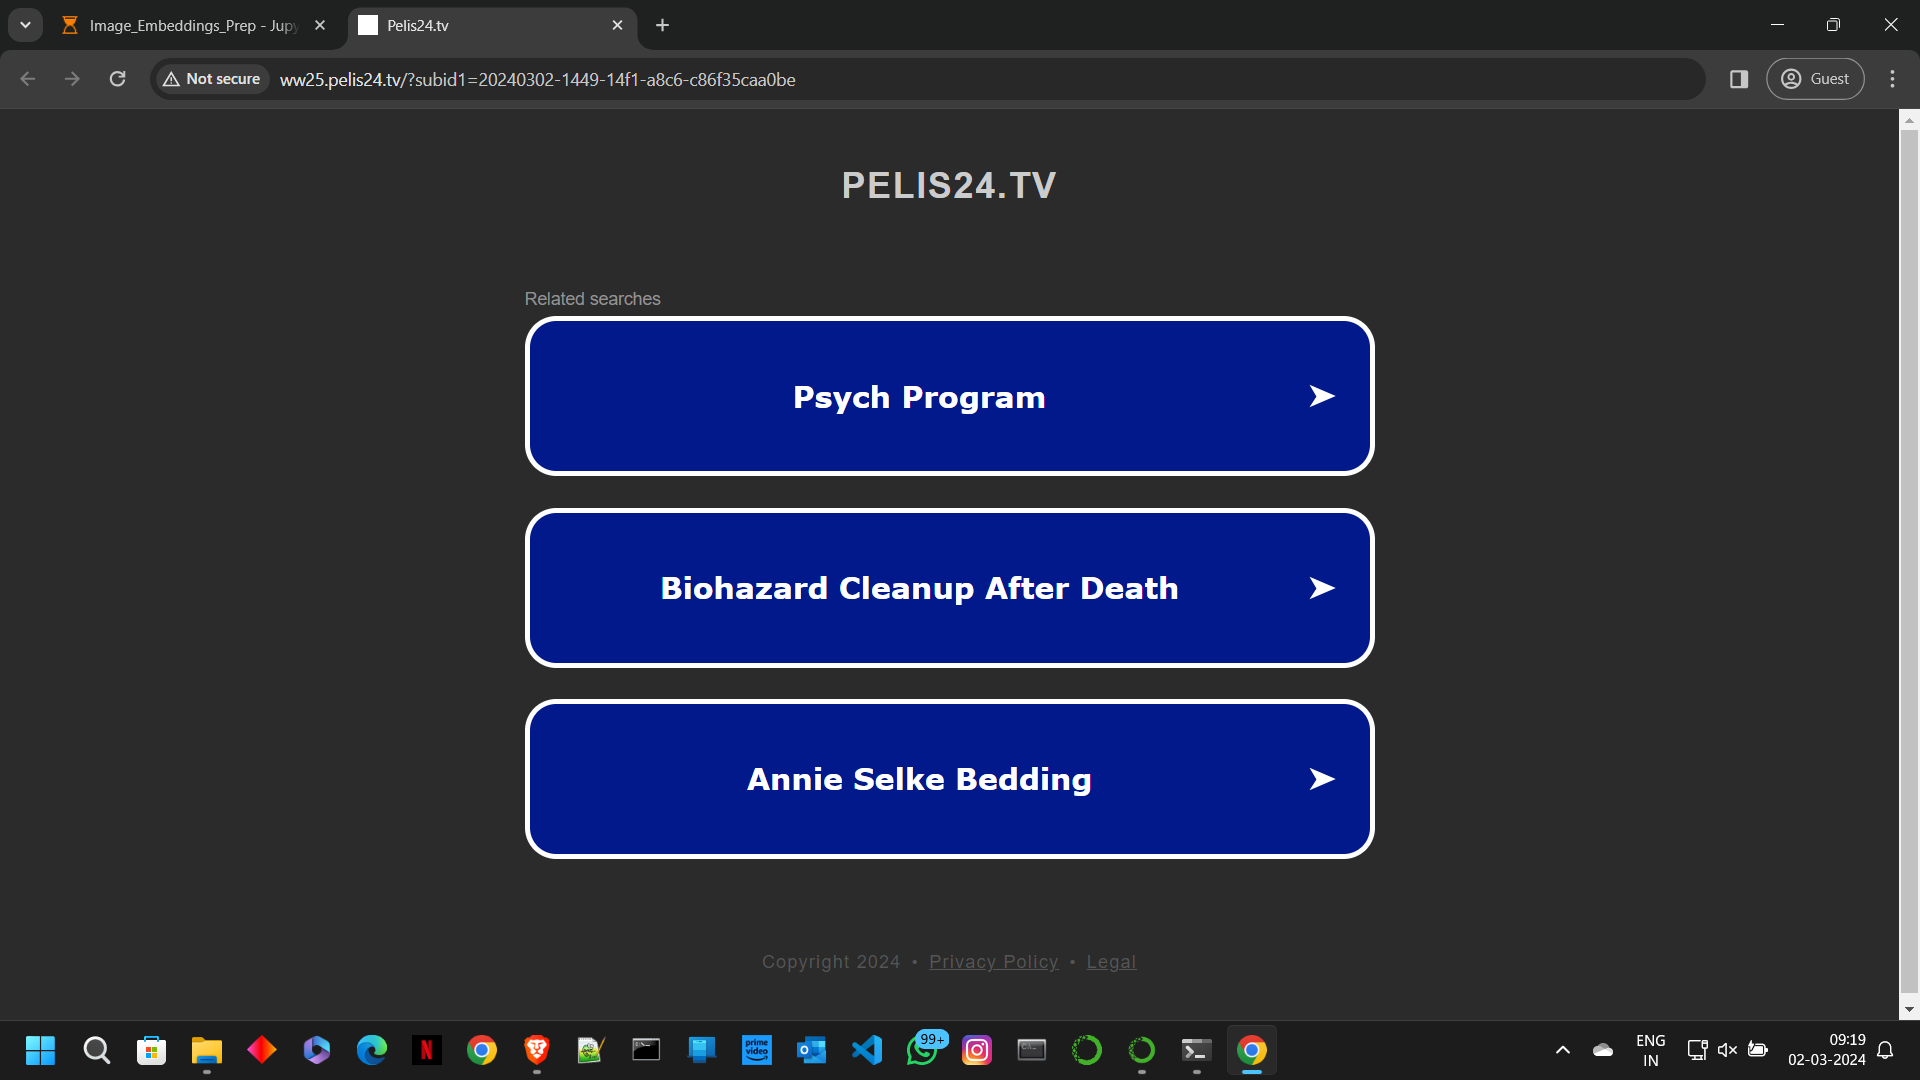 Image_Embeddings_Prep - Jupy
Pelis24.tv
Not secure
ww25.pelis24.tv/?subid1=20240302-1449-14f1-a8c6-c86f35caa0be
Guest
PELIS24.TV
Related searches
Psych Program
Biohazard Cleanup After Death
Annie Selke Bedding
Copyright 2024 • Privacy Policy • Legal
N
prime
video
99+
ENG
IN
09:19
02-03-2024